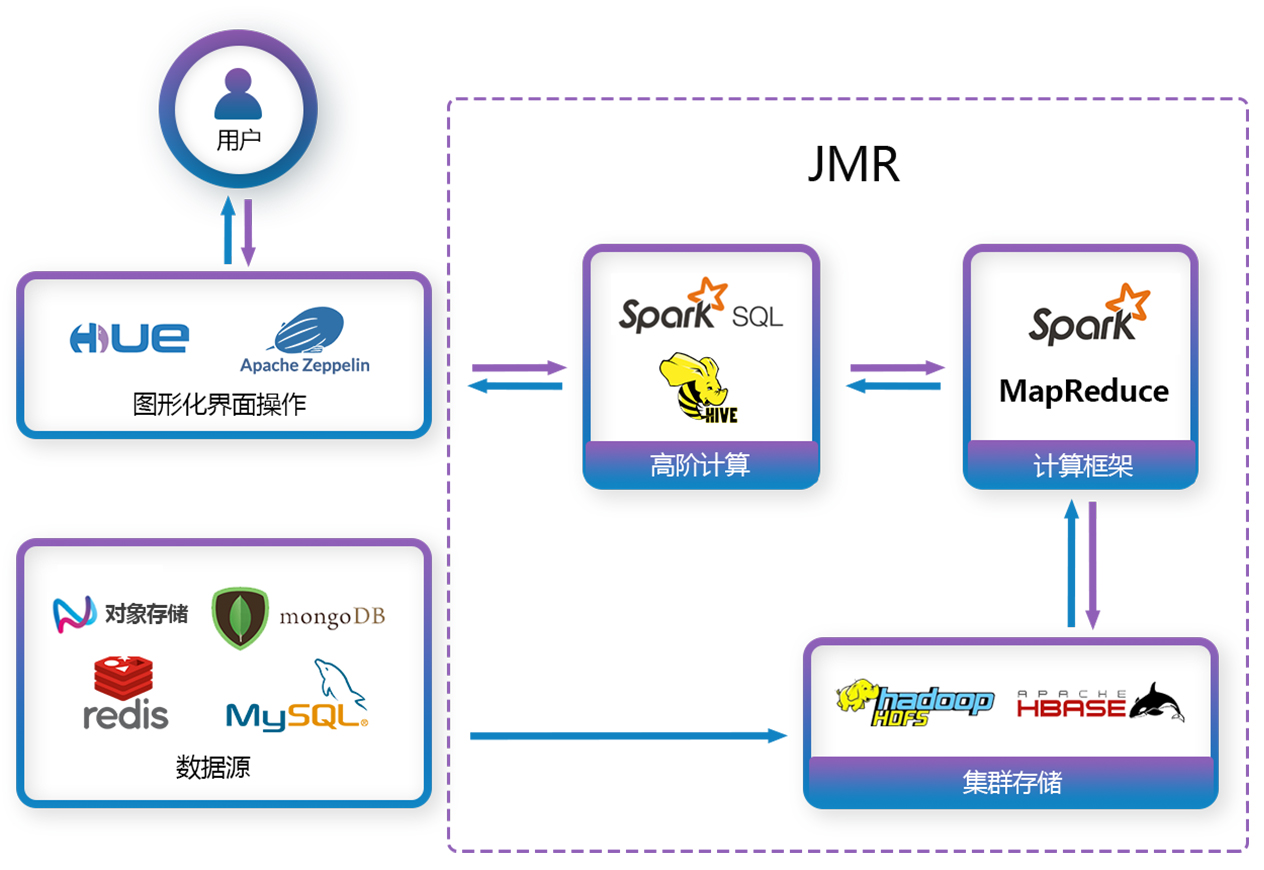 用户
JMR
HUE
Apache Zeppelin
图形化界面操作
Spark SQL
HIVE
高阶计算
Spark
MapReduce
计算框架
对象存储
mongoDB
redis
MySQL®
数据源
hadoop
HDFS
APACHE
HBASE
集群存储